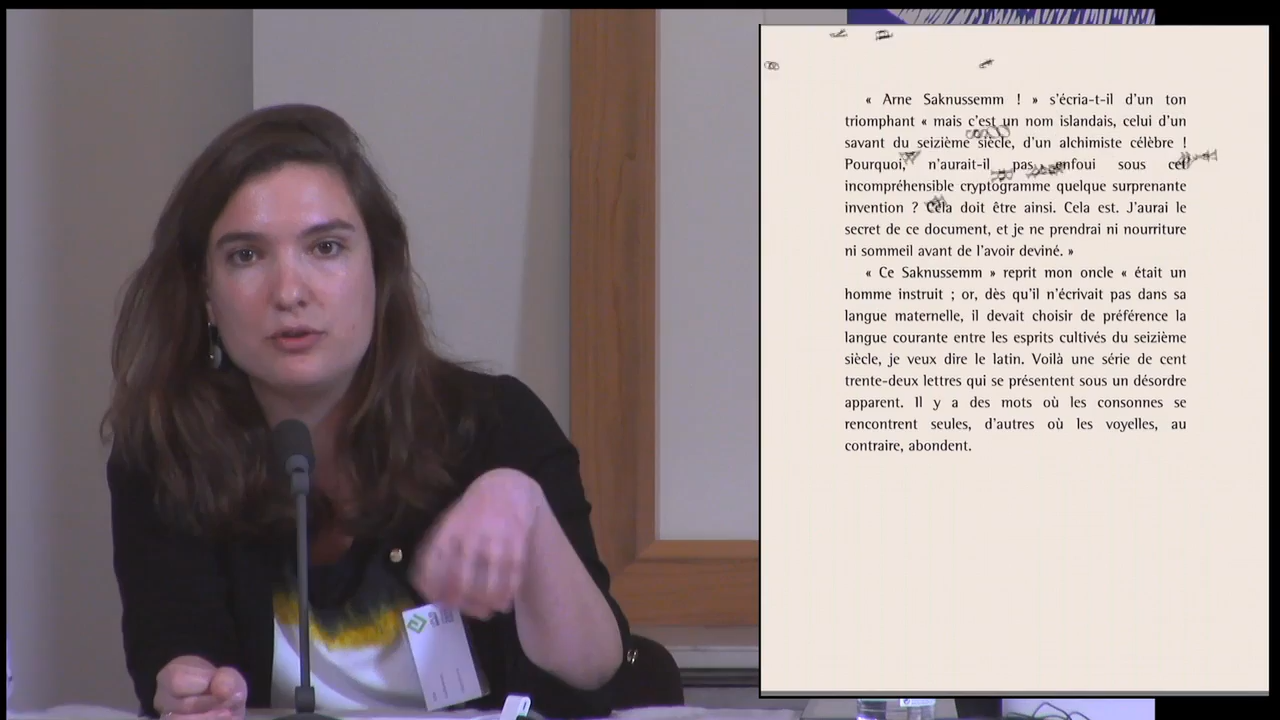 « Arne Saknussemm ! » s'écria-t-il d'un ton
triomphant « mais c'est un nom islandais, celui d'un
savant du seizième siècle, d'un alchimiste célèbre !
Pourquoi, n'aurait-il pas enfoui sous cet
incompréhensible cryptogramme quelque surprenante
invention ? Cela doit être ainsi. Cela est. J'aurai le
secret de ce document, et je ne prendrai ni nourriture
ni sommeil avant de l'avoir deviné. »
« Ce Saknussemm » reprit mon oncle « était un
homme instruit ; or, dès qu'il n'écrivait pas dans sa
langue maternelle, il devait choisir de préférence la
langue courante entre les esprits cultivés du seizième
siècle, je veux dire le latin. Voilà une série de cent
trente-deux lettres qui se présentent sous un désordre
apparent. Il y a des mots où les consonnes se
rencontrent seules, d'autres où les voyelles, au
contraire, abondent.